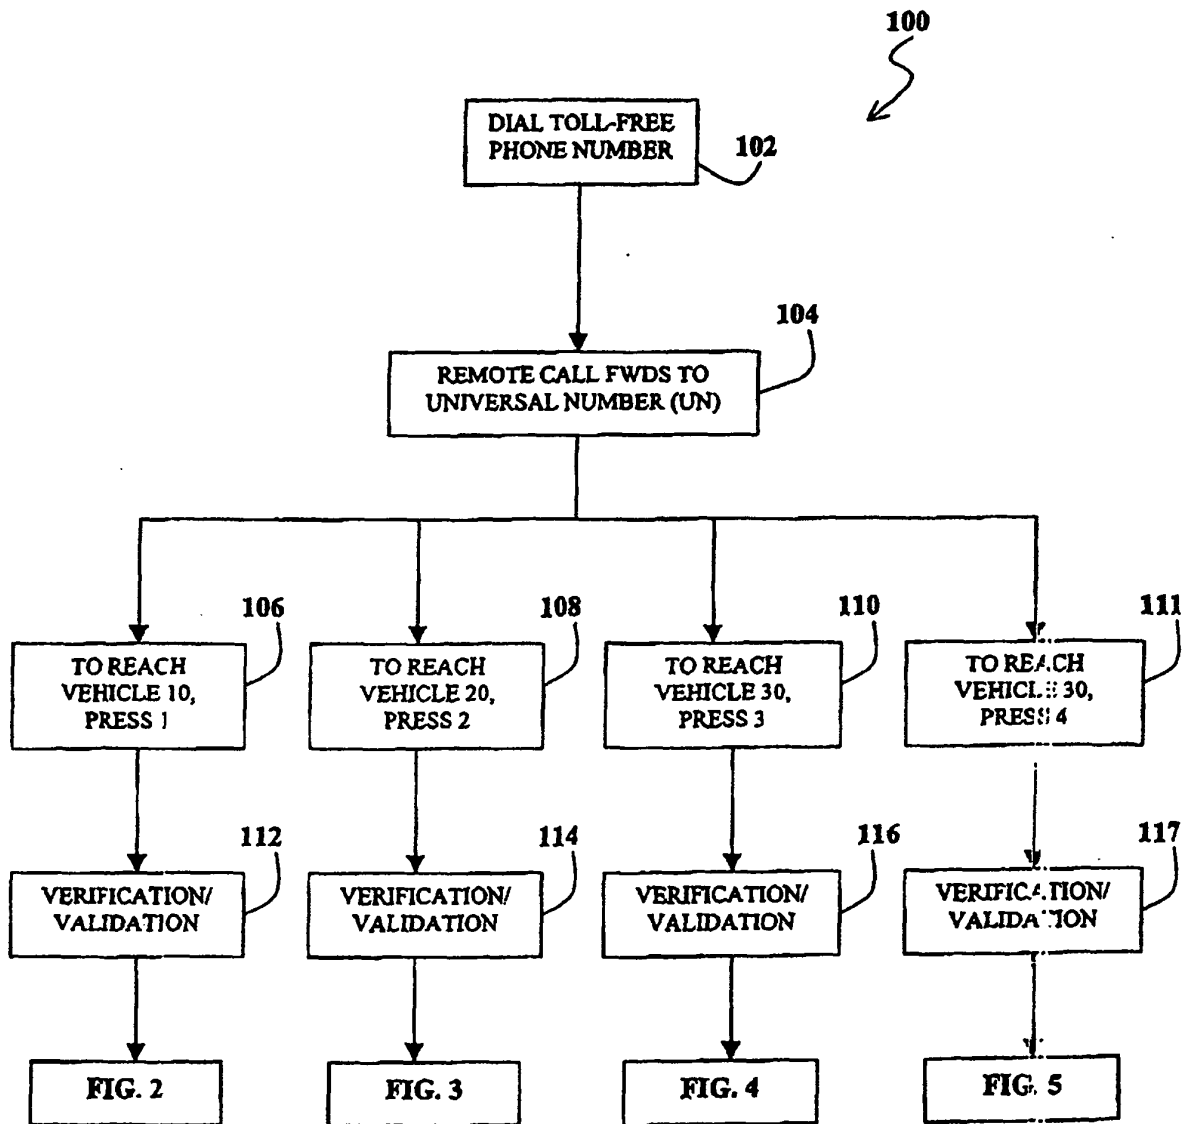 100
DIAL TOLL-FREE
PHONE NUMBER
102
104
REMOTE CALL FWDS TO
UNIVERSAL NUMBER (UN)
106
TO REACH
VEHICLE 10,
PRESS 1
108
TO REACH
VEHICLE 20,
PRESS 2
110
TO REACH
VEHICLE 30,
PRESS 3
111
TO REACH
VEHICLE 30,
PRESS 4
112
VERIFICATION/
VALIDATION
114
VERIFICATION/
VALIDATION
116
VERIFICATION/
VALIDATION
117
VERIFICATION/
VALIDATION
FIG. 2
FIG. 3
FIG. 4
FIG. 5